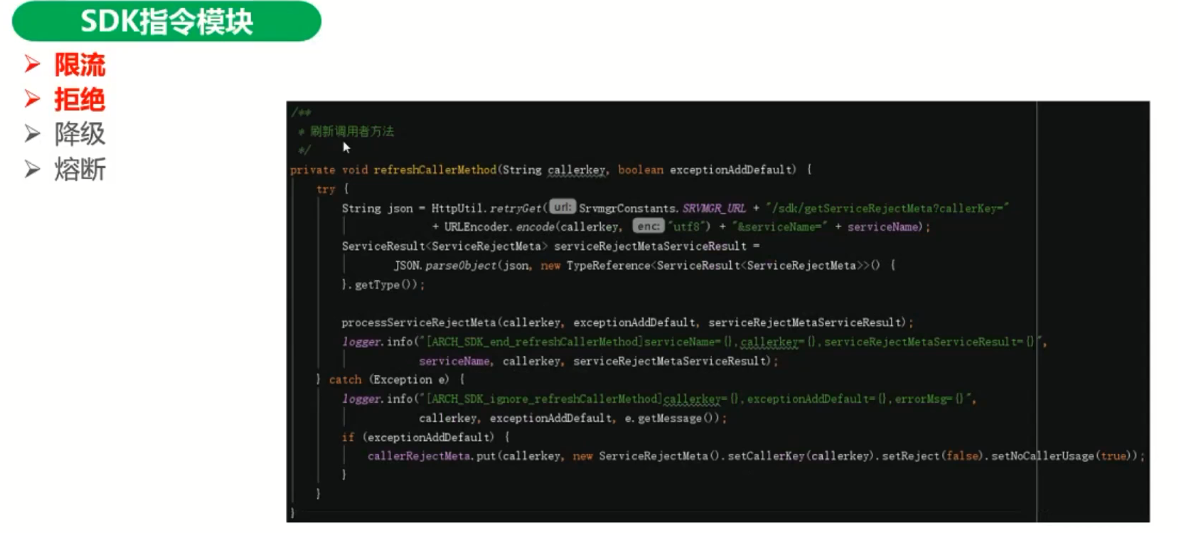 SDK指令模块
限流
拒绝
降级
熔断
/**
* 刷新调用者方法
*/
private void refreshCallerMethod(String callerkey, boolean exceptionAddDefault) {
try {
String json = HttpUtil.retryGet( url: SrvmgrConstants.SRVMGR_URL + "/sdk/getServiceRejectMeta?callerKey="
+ URLEncoder.encode(callerkey, enc: "utf8") + "&serviceName=" + serviceName);
ServiceResult<ServiceRejectMeta> serviceRejectMetaServiceResult =
JSON.parseObject(json, new TypeReference<ServiceResult<ServiceRejectMeta>>() {
}.getType());
processServiceRejectMeta(callerkey, exceptionAddDefault, serviceRejectMetaServiceResult);
logger.info("[ARCH_SDK_end_refreshCallerMethod]serviceName={},callerkey={},serviceRejectMetaServiceResult={}",
serviceName, callerkey, serviceRejectMetaServiceResult);
} catch (Exception e) {
logger.info("[ARCH_SDK_ignore_refreshCallerMethod]callerkey={},exceptionAddDefault={},errorMsg={}",
callerkey, exceptionAddDefault, e.getMessage());
if (exceptionAddDefault) {
callerRejectMeta.put(callerkey, new ServiceRejectMeta().setCallerKey(callerkey).setReject(false).setNoCallerUsage(true));
}
}
}